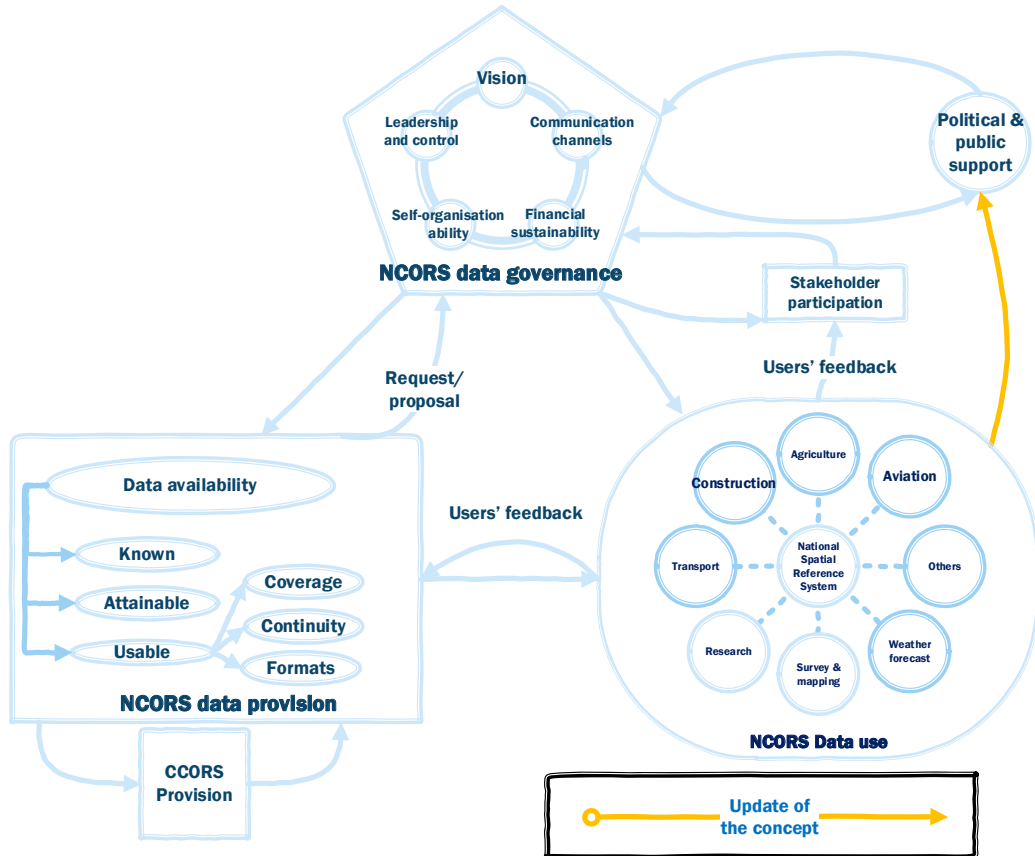 Vision
Leadership
and control
Communication
channels
Self-organisation
ability
Financial
sustainability
NCORS data governance
Political &
public
support
Stakeholder
participation
Users’ feedback
Request/
proposal
Data availability
Known
Attainable
Usable
Coverage
Continuity
Formats
NCORS data provision
Users’ feedback
CCORS
Provision
Agriculture
Construction
Aviation
Transport
National
Spatial
Reference
System
Others
Research
Survey &
mapping
Weather
forecast
NCORS Data use
Update of
the concept